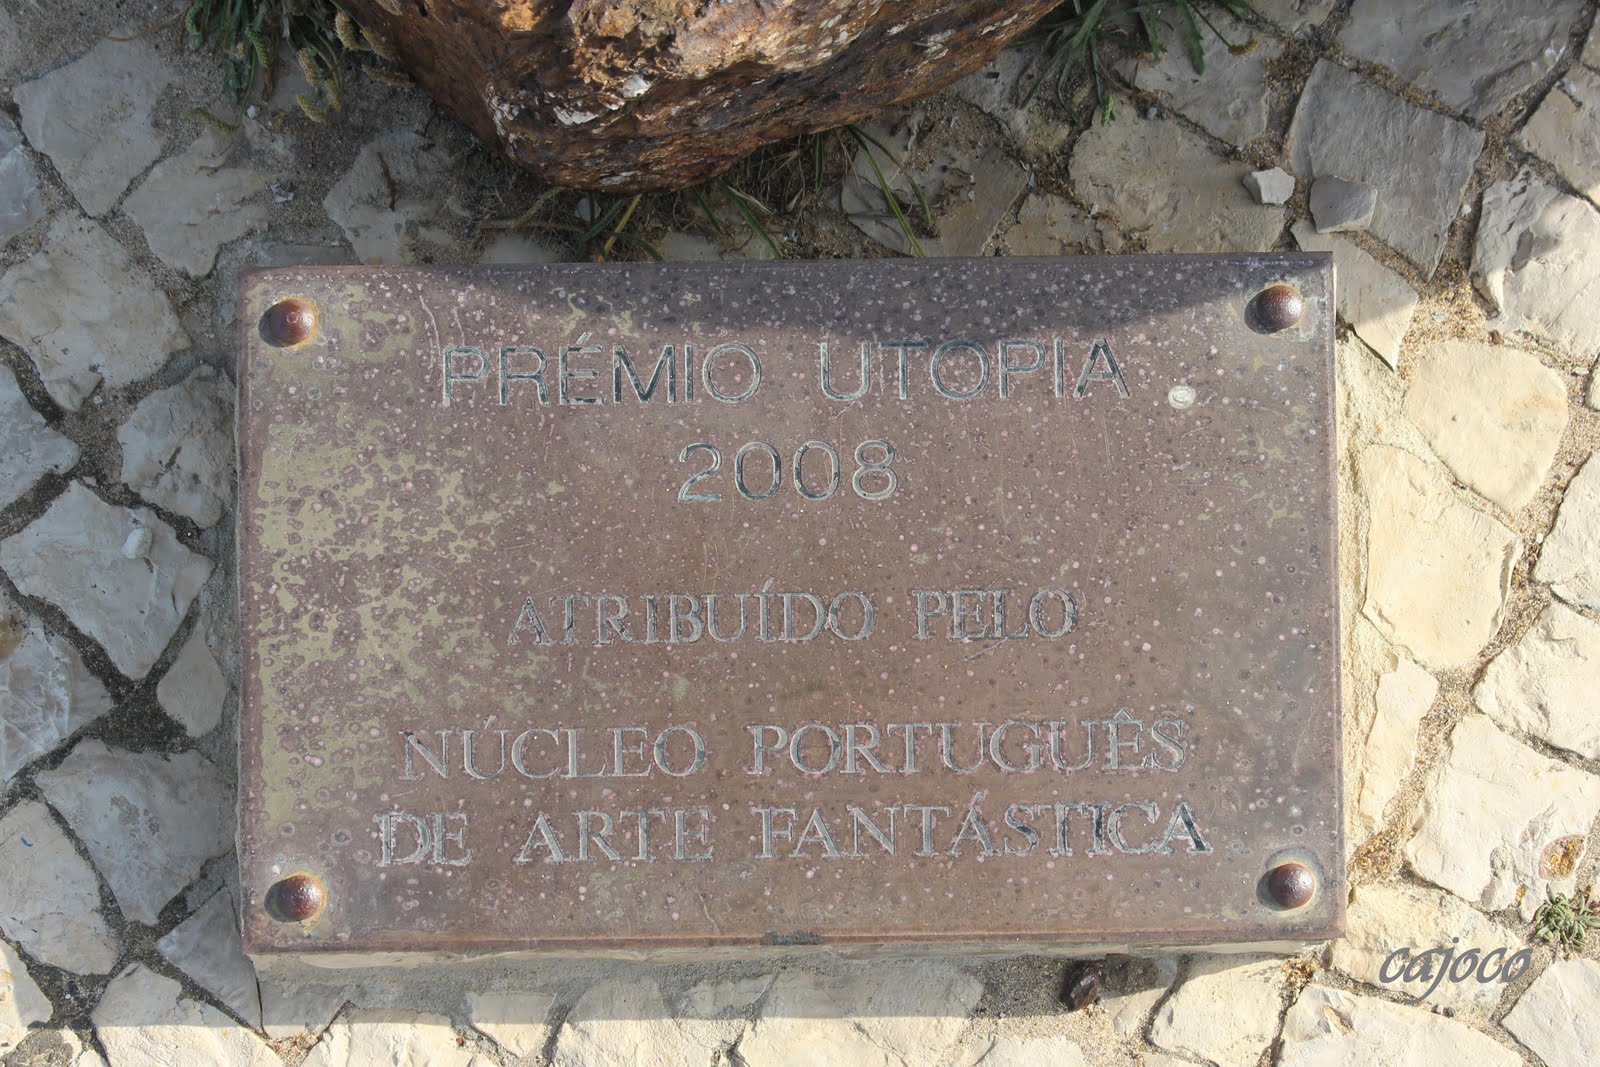 PRÉMIO UTOPIA
2008
ATRIBUÍDO PELO
NÚCLEO PORTUGUÊS
DE ARTE FANTÁSTICA
cajoco